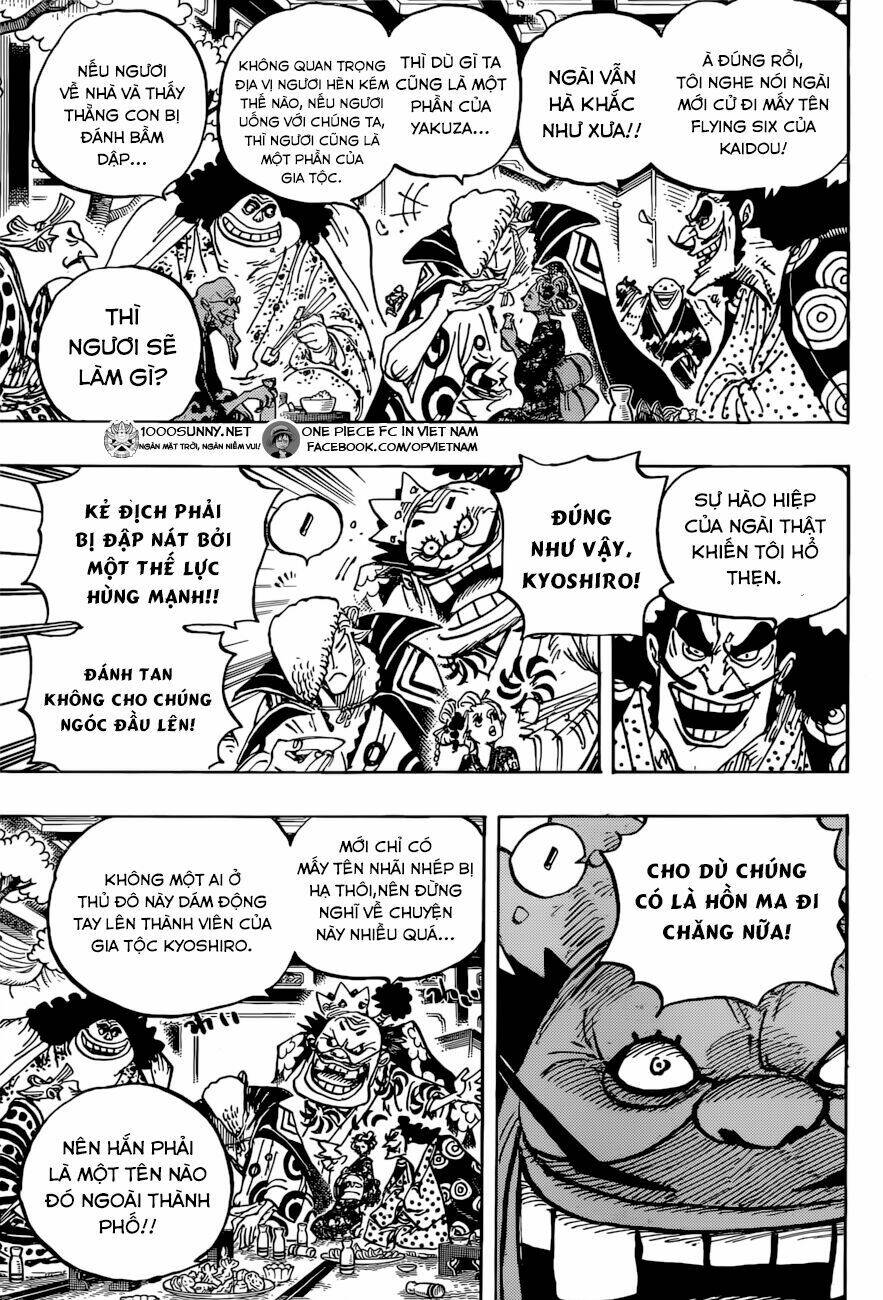 À ĐÚNG RỒI,
TÔI NGHE NÓI NGÀI
MỚI CỬ ĐI MẤY TÊN
FLYING SIX CỦA
KAIDOU!
NGÀI VẪN
HÀ KHẮC
NHƯ XƯA!!
THÌ DÙ GÌ TA
CŨNG LÀ MỘT
PHẦN CỦA
YAKUZA...
KHÔNG QUAN TRỌNG
ĐỊA VỊ NGƯƠI HÈN KÉM
THẾ NÀO, NẾU NGƯƠI
UỐNG VỚI CHÚNG TA,
THÌ NGƯƠI CŨNG LÀ
MỘT PHẦN CỦA
GIA TỘC.
NẾU NGƯƠI
VỀ NHÀ VÀ THẤY
THẰNG CON BỊ
ĐÁNH BẦM
DẬP...
THÌ
NGƯƠI SẼ
LÀM GÌ?
1000SUNNY.NET
NGÀN MẶT TRỜI, NGÀN NIỀM VUI!
ONE PIECE FC IN VIET NAM
FACEBOOK.COM/OPVIETNAM
SỰ HÀO HIỆP
CỦA NGÀI THẬT
KHIẾN TÔI HỔ
THẸN.
ĐÚNG
NHƯ VẬY,
KYOSHIRO!
KẺ ĐỊCH PHẢI
BỊ ĐẬP NÁT BỞI
MỘT THẾ LỰC
HÙNG MẠNH!!
ĐÁNH TAN
KHÔNG CHO CHÚNG
NGÓC ĐẦU LÊN!
CHO DÙ CHÚNG
CÓ LÀ HỒN MA ĐI
CHĂNG NỮA!
MỚI CHỈ CÓ
MẤY TÊN NHÃI NHÉP BỊ
HẠ THÔI,NÊN ĐỪNG
NGHĨ VỀ CHUYỆN
NÀY NHIỀU QUÁ...
KHÔNG MỘT AI Ở
THỦ ĐÔ NÀY DÁM ĐỘNG
TAY LÊN THÀNH VIÊN CỦA
GIA TỘC KYOSHIRO.
NÊN HẮN PHẢI
LÀ MỘT TÊN NÀO
ĐÓ NGOÀI THÀNH
PHỐ!!